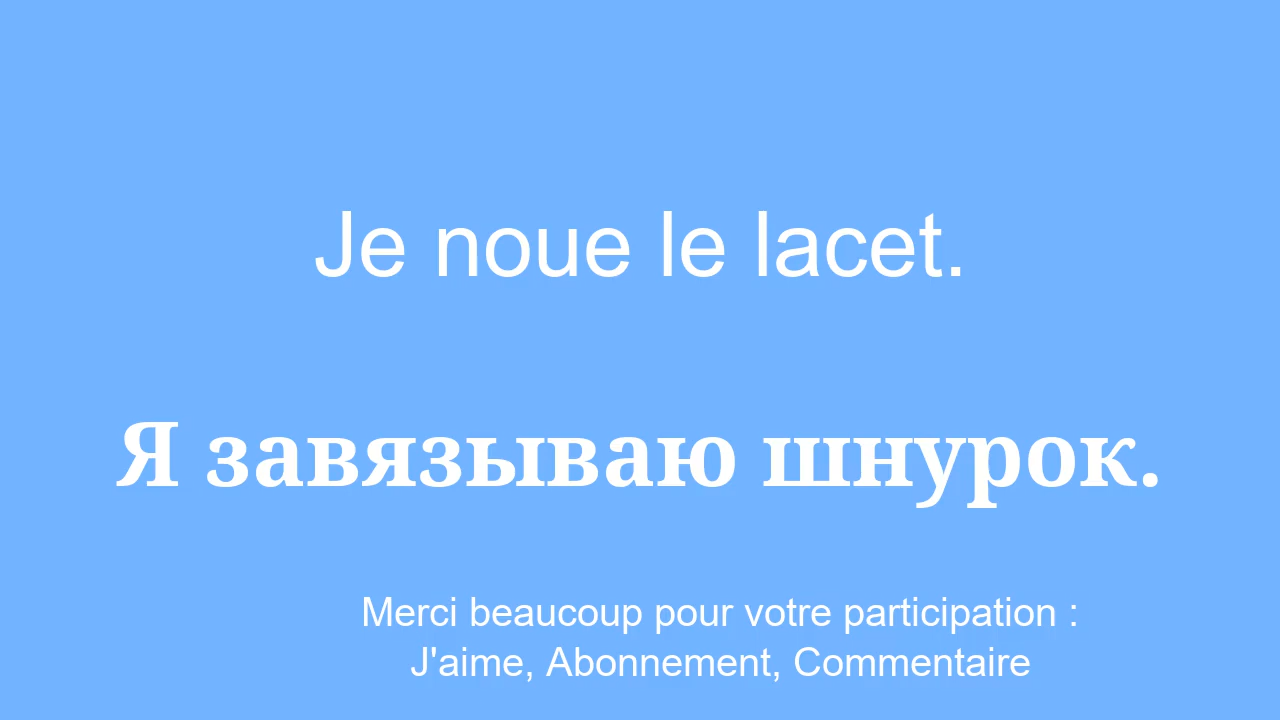 Je noue le lacet.
Я завязываю шнурок.
Merci beaucoup pour votre participation :
J'aime, Abonnement, Commentaire